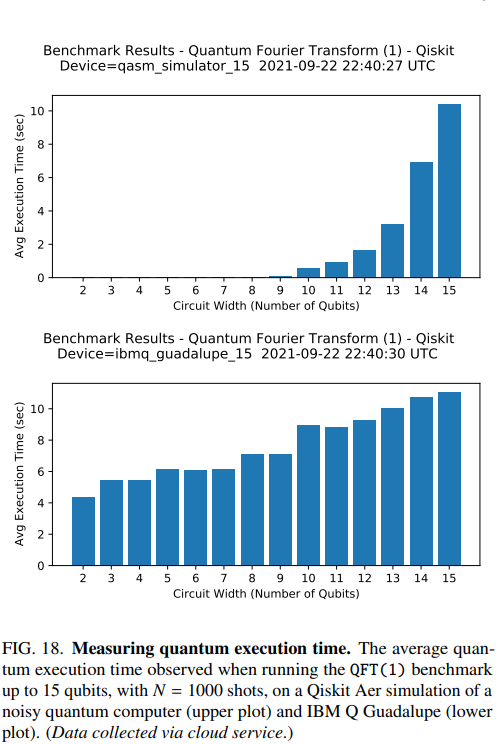 Benchmark Results - Quantum Fourier Transform (1) - Qiskit
Device=qasm_simulator_15  2021-09-22 22:40:27 UTC
Avg Execution Time (sec)
10
8
6
4
2
0
2 3 4 5 6 7 8 9 10 11 12 13 14 15
Circuit Width (Number of Qubits)
Benchmark Results - Quantum Fourier Transform (1) - Qiskit
Device=ibmq_guadalupe_15  2021-09-22 22:40:30 UTC
Avg Execution Time (sec)
10
8
6
4
2
0
2 3 4 5 6 7 8 9 10 11 12 13 14 15
Circuit Width (Number of Qubits)
FIG. 18. Measuring quantum execution time. The average quan-
tum execution time observed when running the QFT(1) benchmark
up to 15 qubits, with N = 1000 shots, on a Qiskit Aer simulation of a
noisy quantum computer (upper plot) and IBM Q Guadalupe (lower
plot). (Data collected via cloud service.)